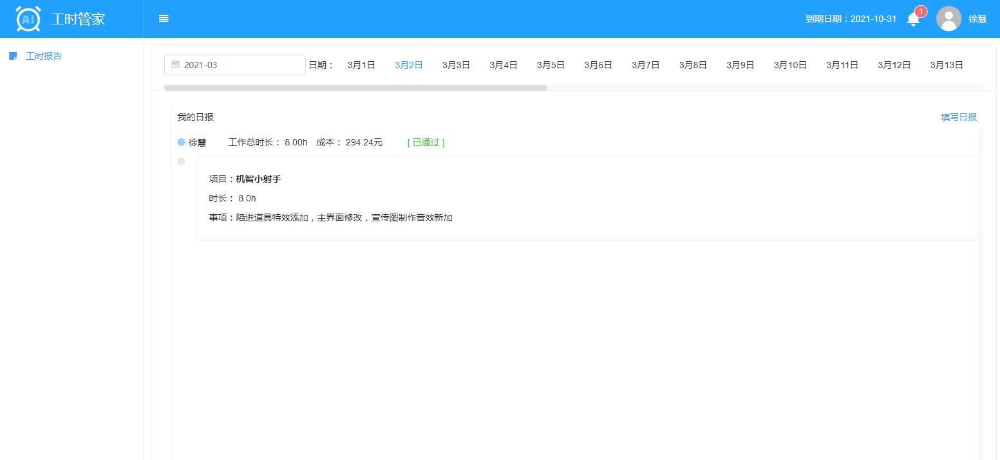 AI 工时管家
到期日期：2021-10-31 1 徐慧
工时报告
2021-03 日期： 3月1日 3月2日 3月3日 3月4日 3月5日 3月6日 3月7日 3月8日 3月9日 3月10日 3月11日 3月12日 3月13日
我的日报 填写日报
徐慧 工作总时长： 8.00h 成本： 294.24元 [ 已通过 ]
项目：机智小射手
时长： 8.0h
事项：陷进道具特效添加，主界面修改，宣传图制作音效新加